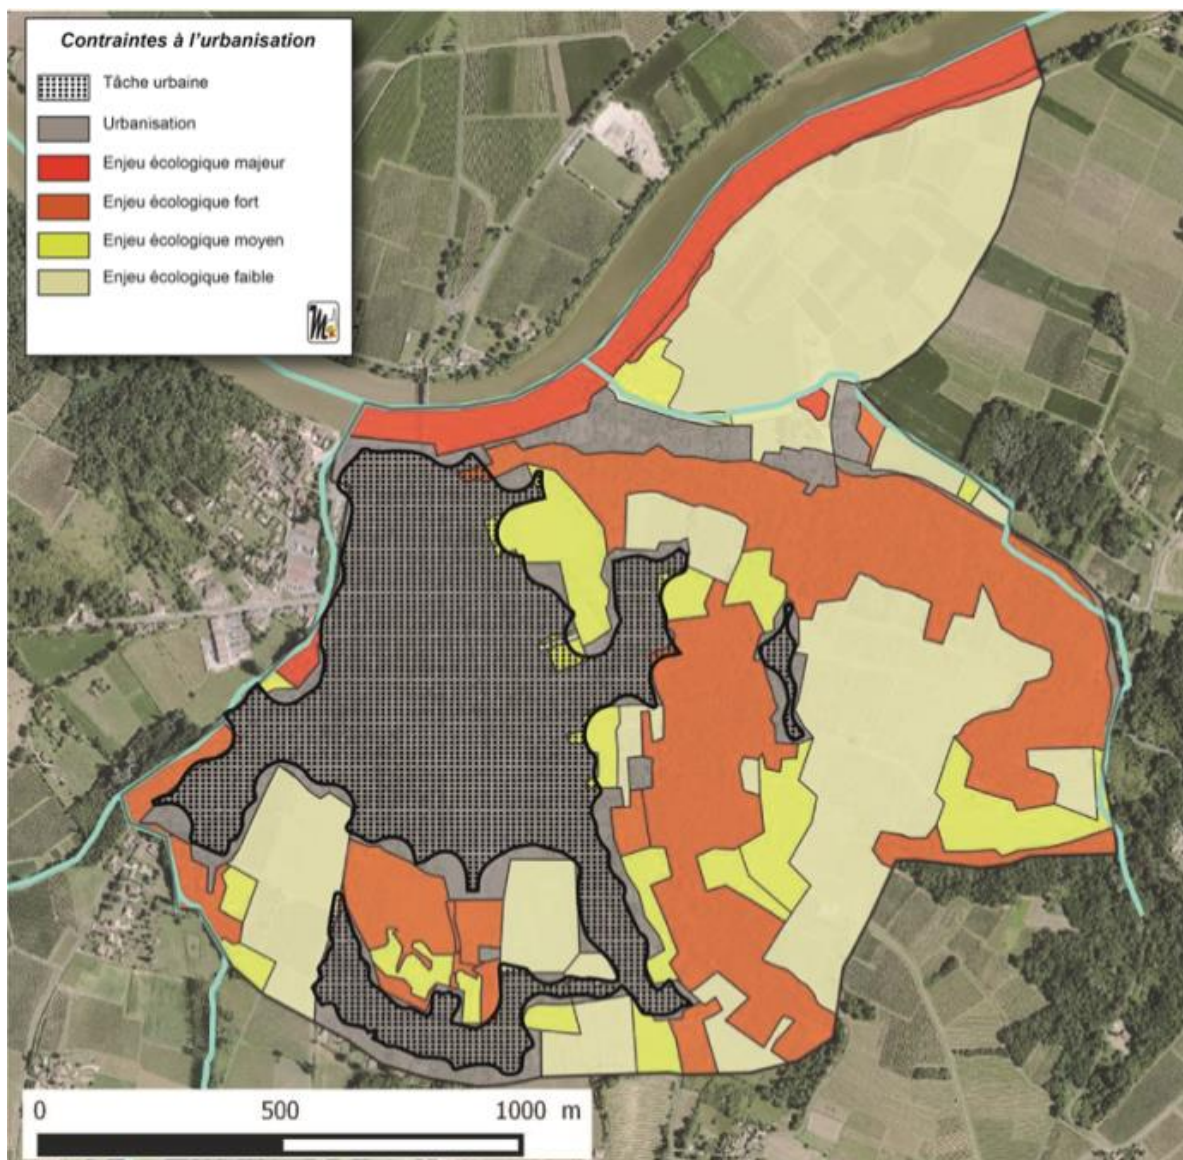 Contraintes à l'urbanisation
Tâche urbaine
Urbanisation
Enjeu écologique majeur
Enjeu écologique fort
Enjeu écologique moyen
Enjeu écologique faible
0 500 1000 m